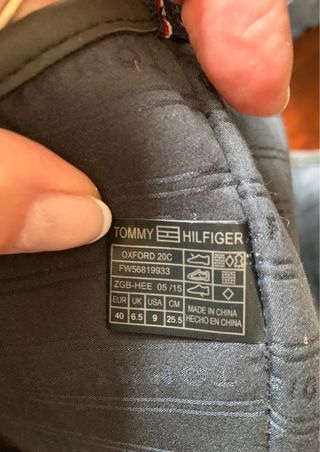 TOMMY HILFIGER
OXFORD 20C
FW56819933
ZGB-HEE 05/15
EUR UK USA CM
40 6.5 9 25.5
MADE IN CHINA
HECHO EN CHINA